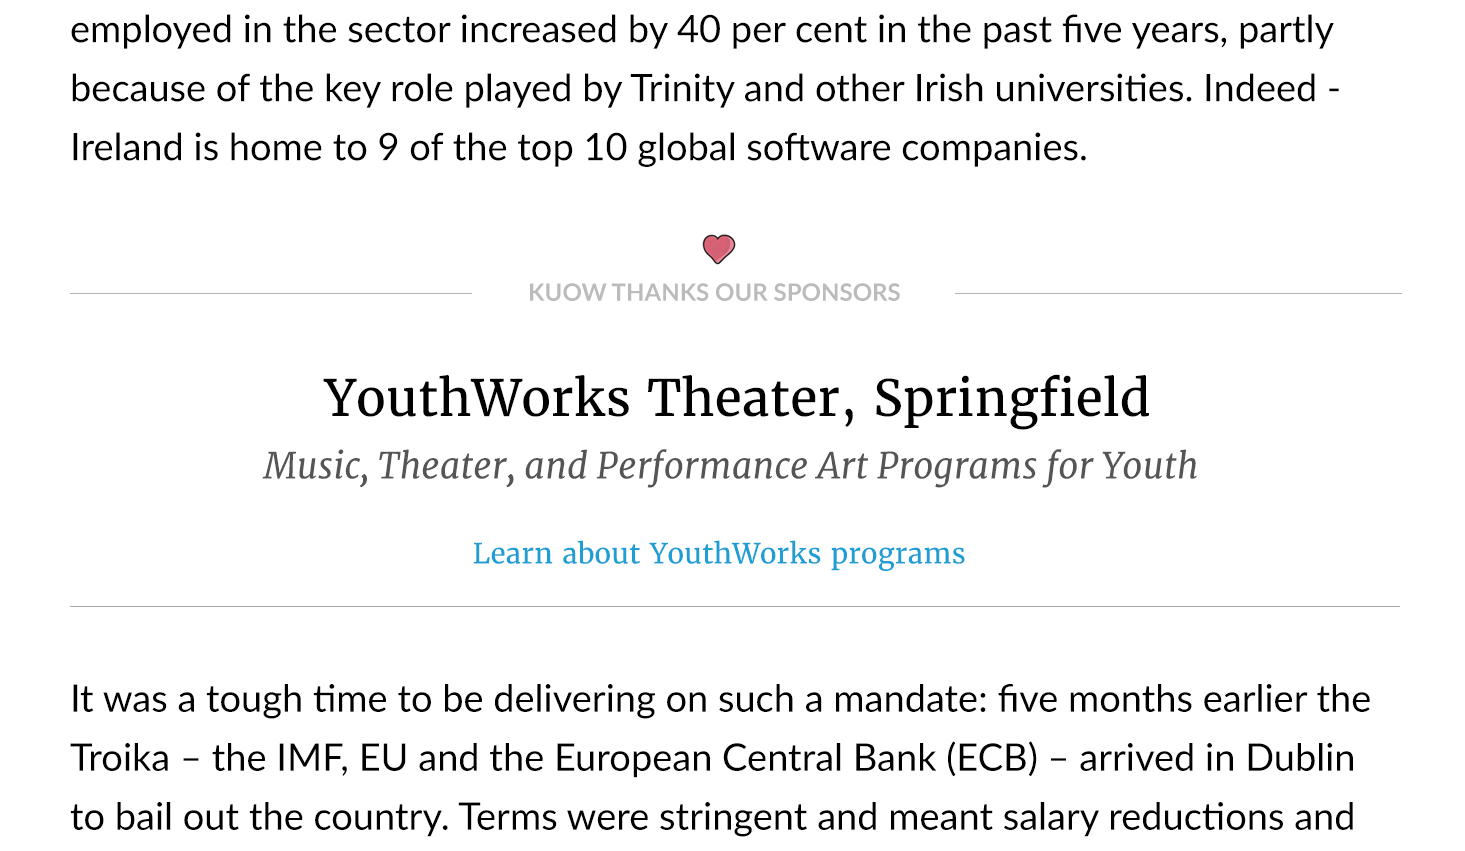 employed in the sector increased by 40 per cent in the past five years, partly
because of the key role played by Trinity and other Irish universities. Indeed -
Ireland is home to 9 of the top 10 global software companies.
KUOW THANKS OUR SPONSORS
YouthWorks Theater, Springfield
Music, Theater, and Performance Art Programs for Youth
Learn about YouthWorks programs
It was a tough time to be delivering on such a mandate: five months earlier the
Troika – the IMF, EU and the European Central Bank (ECB) – arrived in Dublin
to bail out the country. Terms were stringent and meant salary reductions and